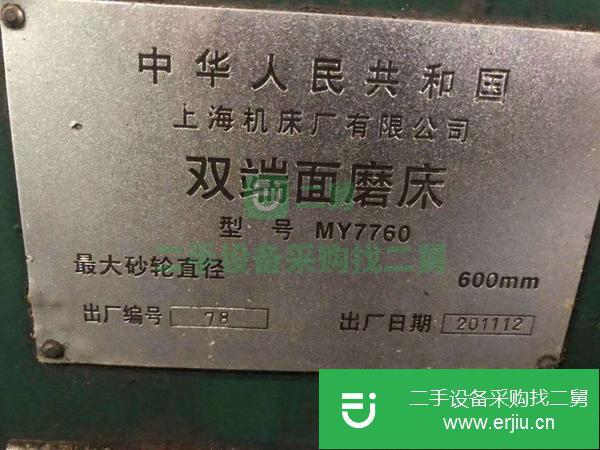 中华人民共和国
上海机床厂有限公司
双端面磨床
型号 MY7760
二手设备采购找二舅
最大砂轮直径 600mm
出厂编号 78 出厂日期 201112
二手设备采购找二舅
www.erjiu.cn